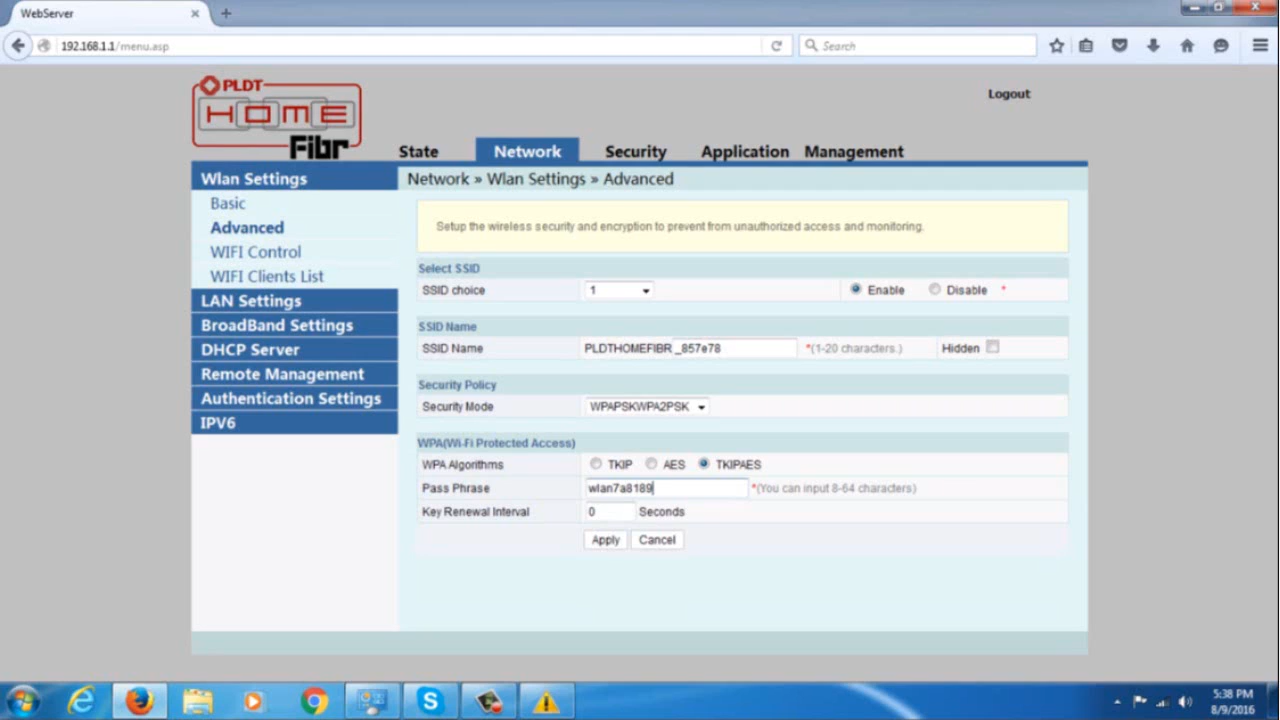 WebServer
192.168.1.1/menu.asp
Search
PLDT
HOME
Fibr
Logout
State Network Security Application Management
Wlan Settings
Basic
Advanced
WIFI Control
WIFI Clients List
LAN Settings
BroadBand Settings
DHCP Server
Remote Management
Authentication Settings
IPV6
Network » Wlan Settings » Advanced
Setup the wireless security and encryption to prevent from unauthorized access and monitoring.
Select SSID
SSID choice 1 Enable Disable *
SSID Name
SSID Name PLDTHOMEFIBR_857e78 *(1-20 characters.) Hidden
Security Policy
Security Mode WPAPSKWPA2PSK
WPA(Wi-Fi Protected Access)
WPA Algorithms TKIP AES TKIPAES
Pass Phrase wlan7a8189 *(You can input 8-64 characters)
Key Renewal Interval 0 Seconds
Apply Cancel
5:38 PM
8/9/2016